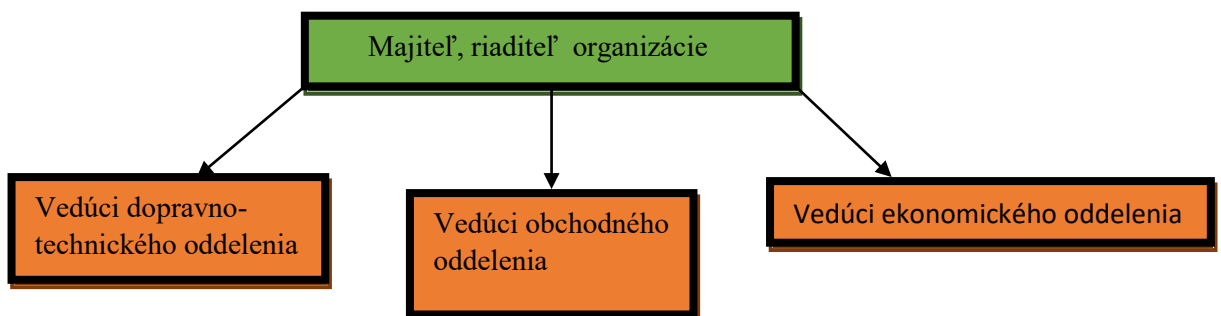 Majiteľ, riaditeľ organizácie
Vedúci dopravno-
technického oddelenia
Vedúci obchodného
oddelenia
Vedúci ekonomického oddelenia